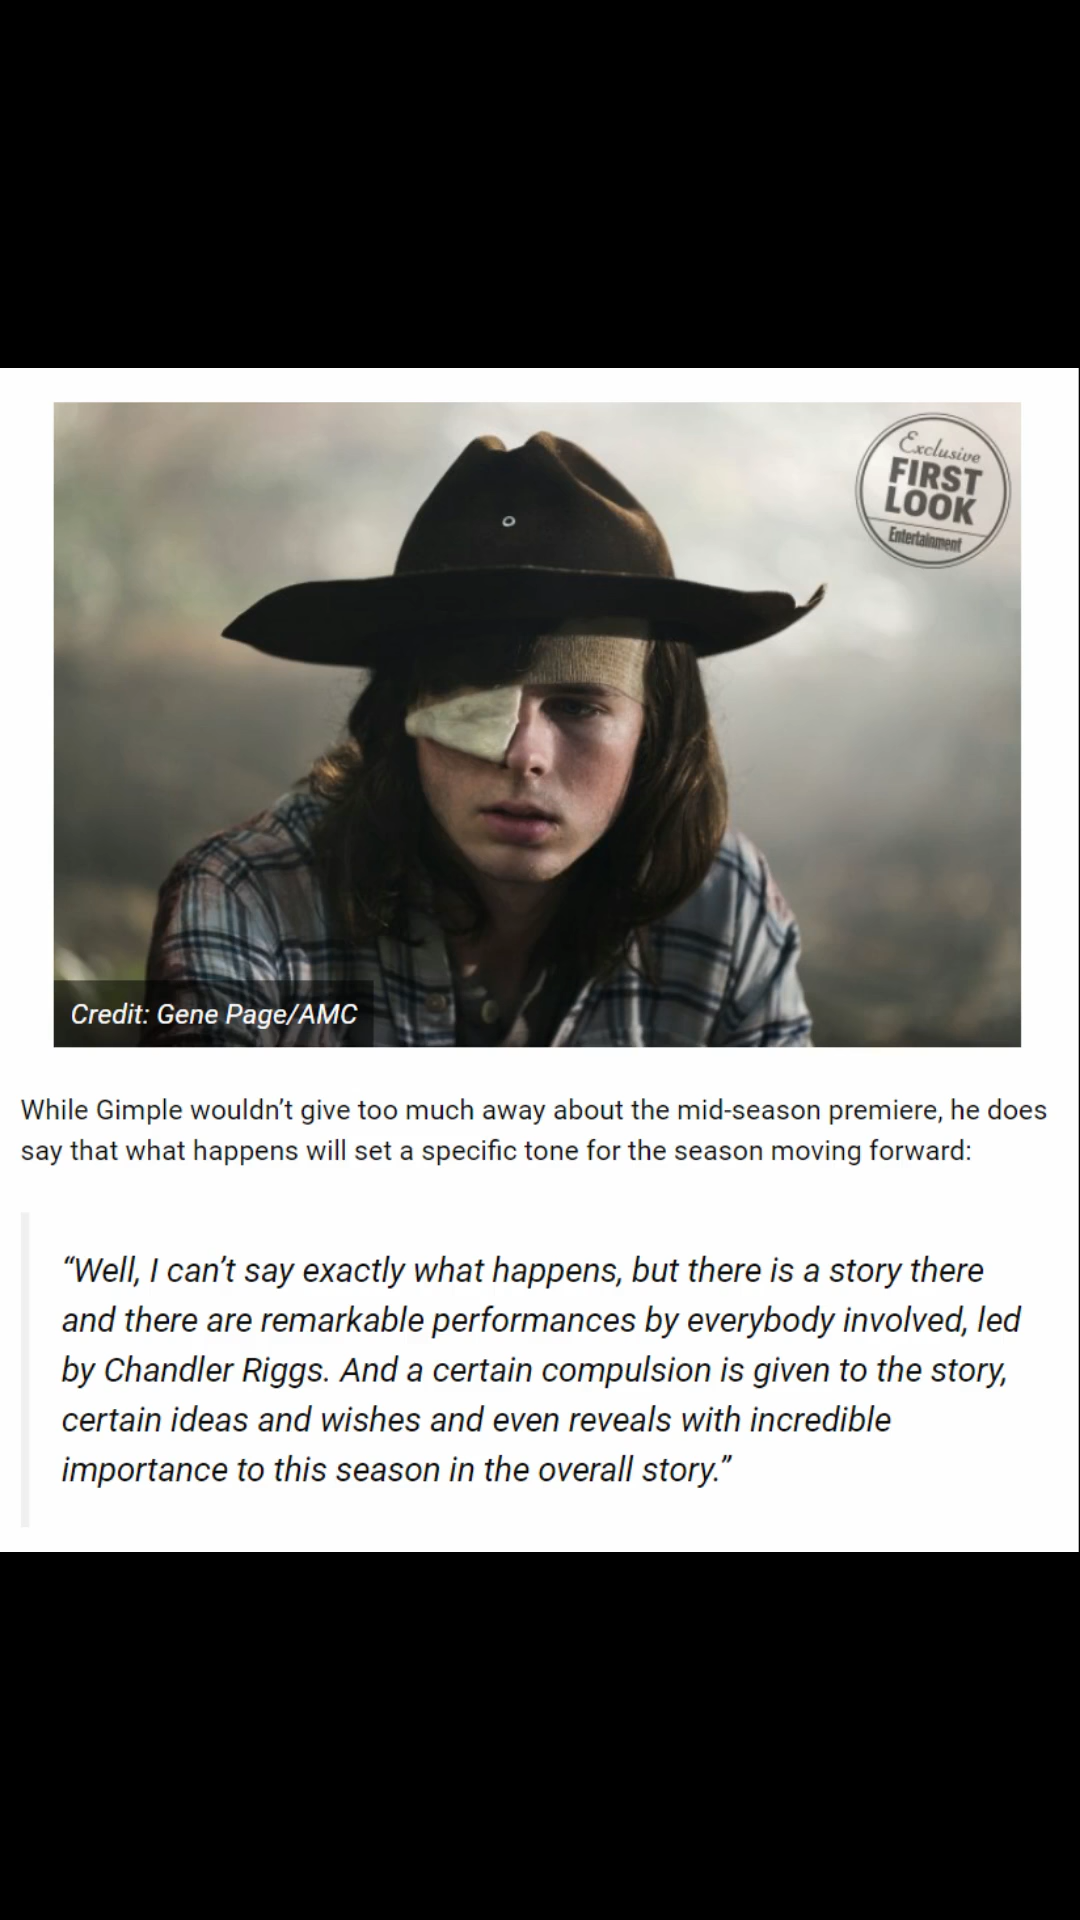 Exclusive
FIRST
LOOK
Entertainment
Credit: Gene Page/AMC
While Gimple wouldn’t give too much away about the mid-season premiere, he does
say that what happens will set a specific tone for the season moving forward:
“Well, I can’t say exactly what happens, but there is a story there
and there are remarkable performances by everybody involved, led
by Chandler Riggs. And a certain compulsion is given to the story,
certain ideas and wishes and even reveals with incredible
importance to this season in the overall story.”